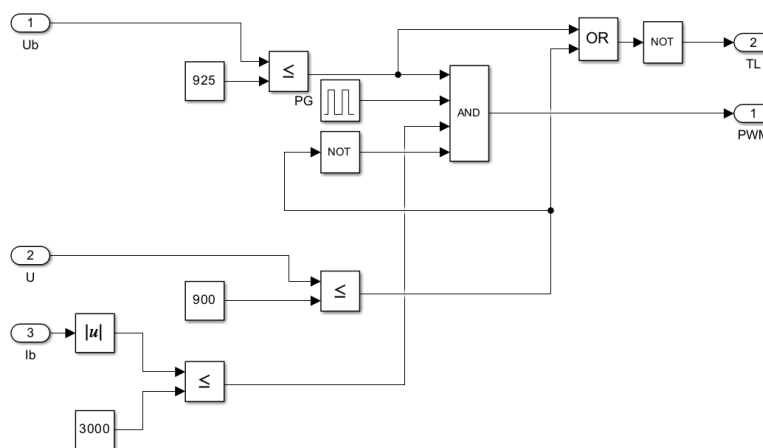 1
Ub
925
≤
PG
NOT
AND
OR
NOT
2
TL
1
PWM
2
U
900
≤
3
Ib
|u|
≤
3000